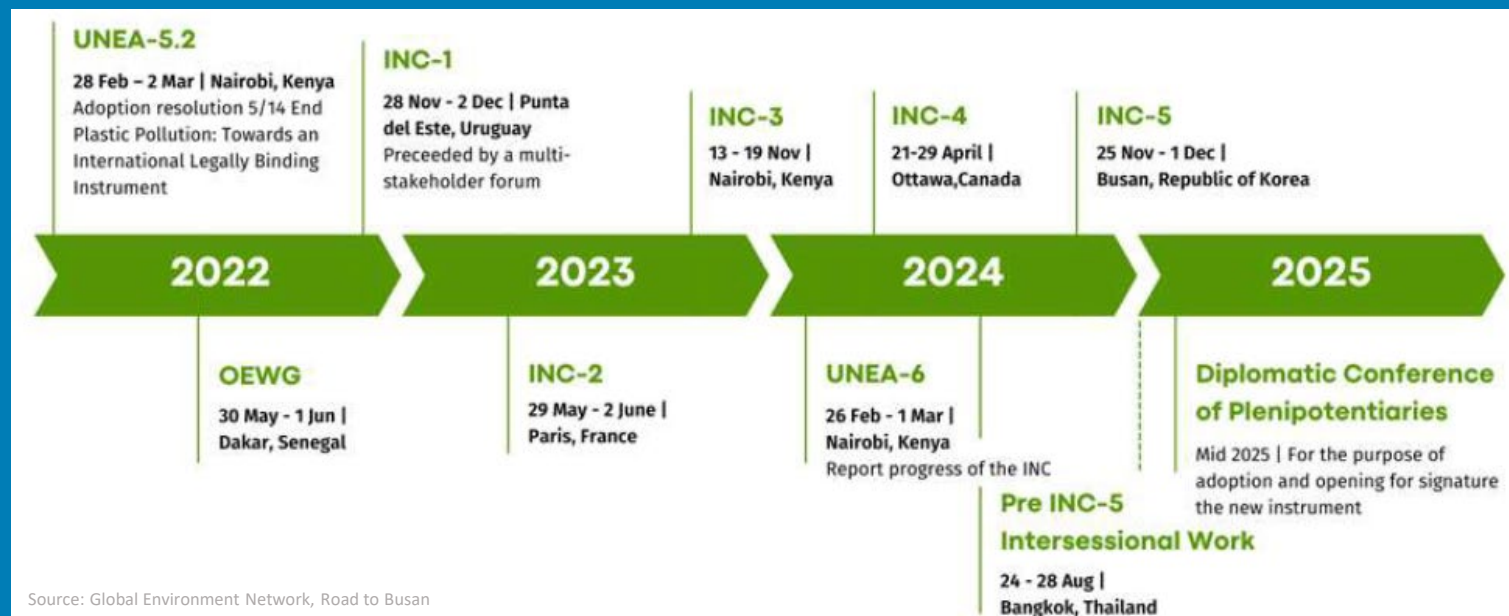 UNEA-5.2
28 Feb – 2 Mar | Nairobi, Kenya
Adoption resolution 5/14 End
Plastic Pollution: Towards an
International Legally Binding
Instrument
INC-1
28 Nov - 2 Dec | Punta
del Este, Uruguay
Preceeded by a multi-
stakeholder forum
INC-3
13 - 19 Nov |
Nairobi, Kenya
INC-4
21-29 April |
Ottawa,Canada
INC-5
25 Nov - 1 Dec |
Busan, Republic of Korea
2022
2023
2024
2025
OEWG
30 May - 1 Jun |
Dakar, Senegal
INC-2
29 May - 2 June |
Paris, France
UNEA-6
26 Feb - 1 Mar |
Nairobi, Kenya
Report progress of the INC
Pre INC-5
Intersessional Work
24 - 28 Aug |
Bangkok, Thailand
Diplomatic Conference
of Plenipotentiaries
Mid 2025 | For the purpose of
adoption and opening for signature
the new instrument
Source: Global Environment Network, Road to Busan